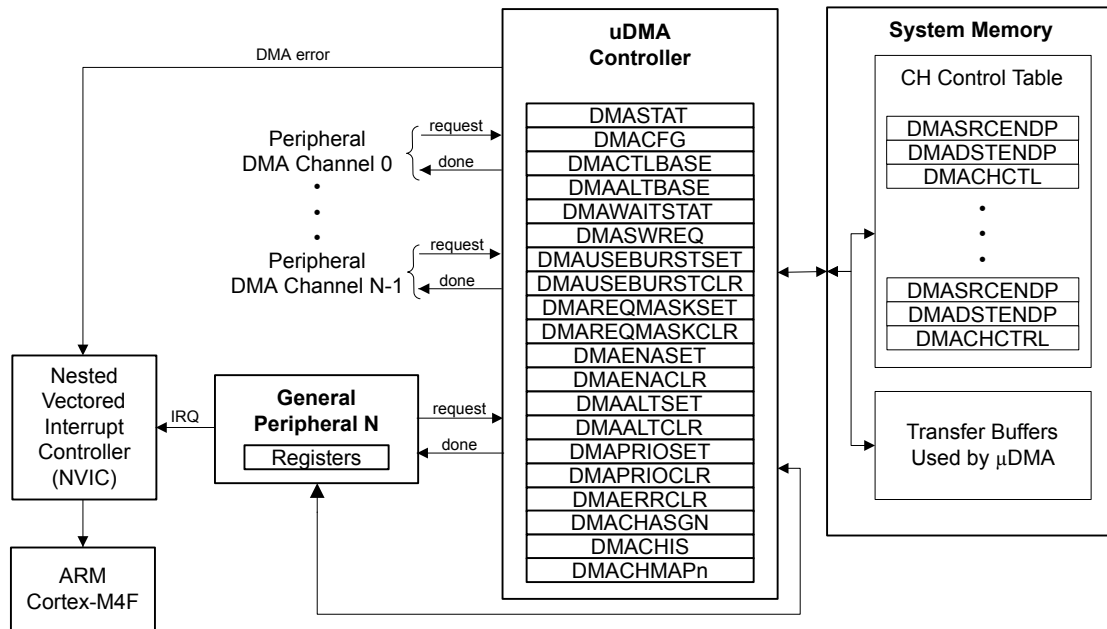 uDMA
Controller
DMASTAT
DMACFG
DMACTLBASE
DMAALTBASE
DMAWAITSTAT
DMASWREQ
DMAUSEBURSTSET
DMAUSEBURSTCLR
DMAREQMASKSET
DMAREQMASKCLR
DMAENASET
DMAENACLR
DMAALTSET
DMAALTCLR
DMAPRIOSET
DMAPRIOCLR
DMAERRCLR
DMACHASGN
DMACHIS
DMACHMAPn
System Memory
CH Control Table
DMASRCENDP
DMADSTENDP
DMACHCTL
•
•
•
DMASRCENDP
DMADSTENDP
DMACHCTRL
Transfer Buffers
Used by μDMA
DMA error
Peripheral
DMA Channel 0
request
done
•
•
•
Peripheral
DMA Channel N-1
request
done
Nested
Vectored
Interrupt
Controller
(NVIC)
IRQ
General
Peripheral N
Registers
request
done
ARM
Cortex-M4F